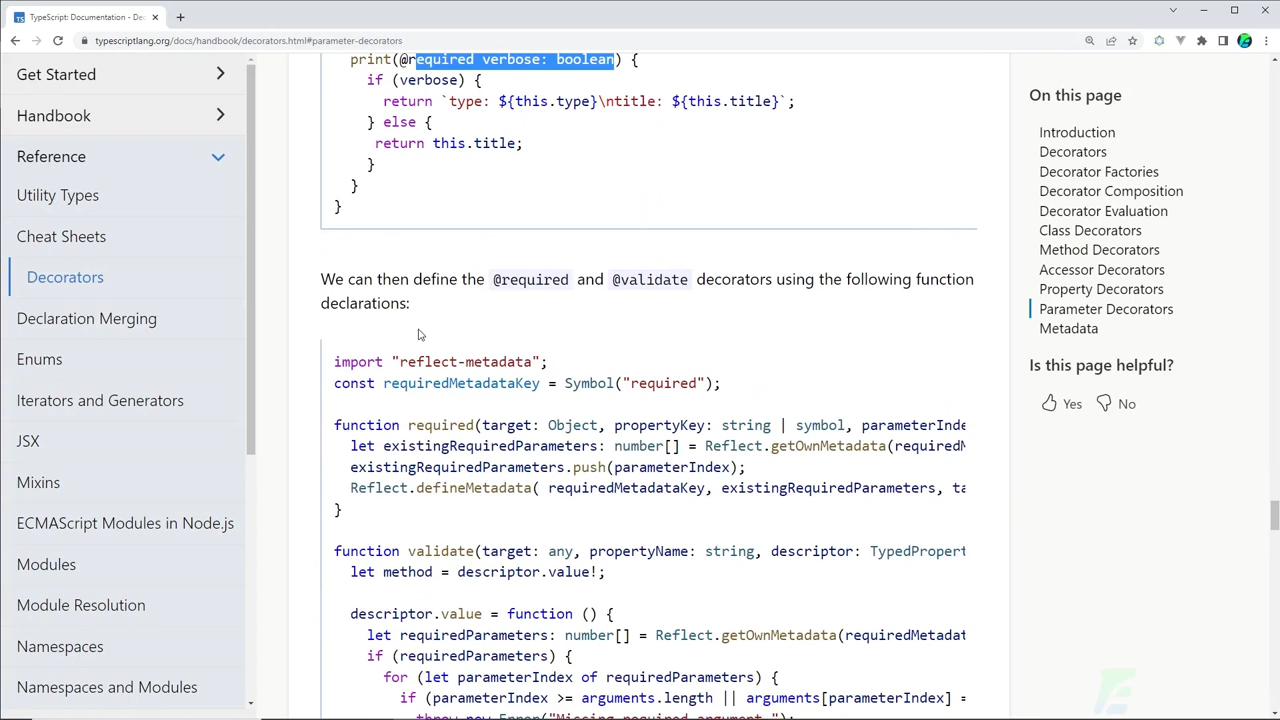 TypeScript: Documentation - Dec
typescriptlang.org/docs/handbook/decorators.html#parameter-decorators
Get Started
Handbook
Reference
Utility Types
Cheat Sheets
Decorators
Declaration Merging
Enums
Iterators and Generators
JSX
Mixins
ECMAScript Modules in Node.js
Modules
Module Resolution
Namespaces
Namespaces and Modules
print(@required verbose: boolean) {
if (verbose) {
return `type: ${this.type}\ntitle: ${this.title}`;
} else {
return this.title;
}
}
}
We can then define the @required and @validate decorators using the following function
declarations:
import "reflect-metadata";
const requiredMetadataKey = Symbol("required");
function required(target: Object, propertyKey: string | symbol, parameterInde
let existingRequiredParameters: number[] = Reflect.getOwnMetadata(requiredM
existingRequiredParameters.push(parameterIndex);
Reflect.defineMetadata( requiredMetadataKey, existingRequiredParameters, ta
}
function validate(target: any, propertyName: string, descriptor: TypedPropert
let method = descriptor.value!;
descriptor.value = function () {
let requiredParameters: number[] = Reflect.getOwnMetadata(requiredMetadat
if (requiredParameters) {
for (let parameterIndex of requiredParameters) {
if (parameterIndex >= arguments.length || arguments[parameterIndex] =
throw new Error("Missing required argument.");
On this page
Introduction
Decorators
Decorator Factories
Decorator Composition
Decorator Evaluation
Class Decorators
Method Decorators
Accessor Decorators
Property Decorators
Parameter Decorators
Metadata
Is this page helpful?
Yes
No